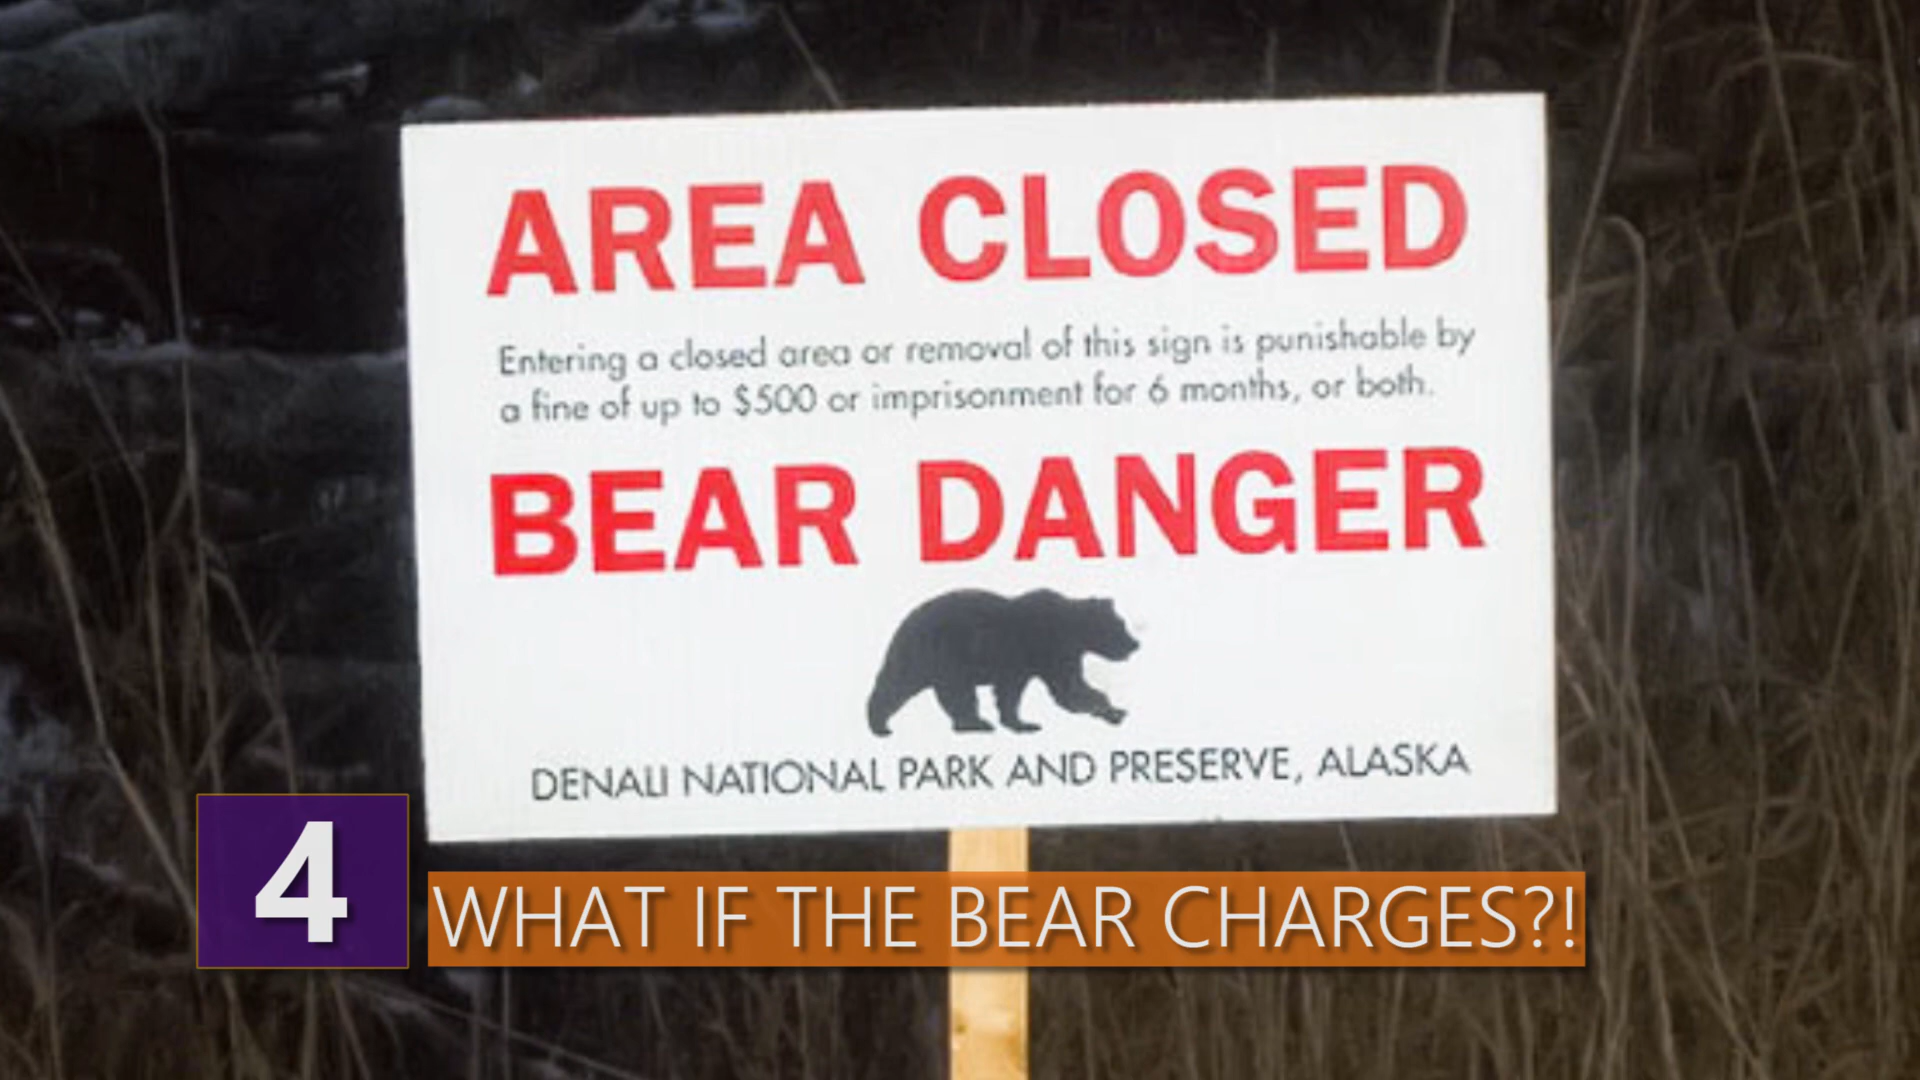 AREA CLOSED
Entering a closed area or removal of this sign is punishable by
a fine of up to $500 or imprisonment for 6 months, or both.
BEAR DANGER
DENALI NATIONAL PARK AND PRESERVE, ALASKA
4
WHAT IF THE BEAR CHARGES?!